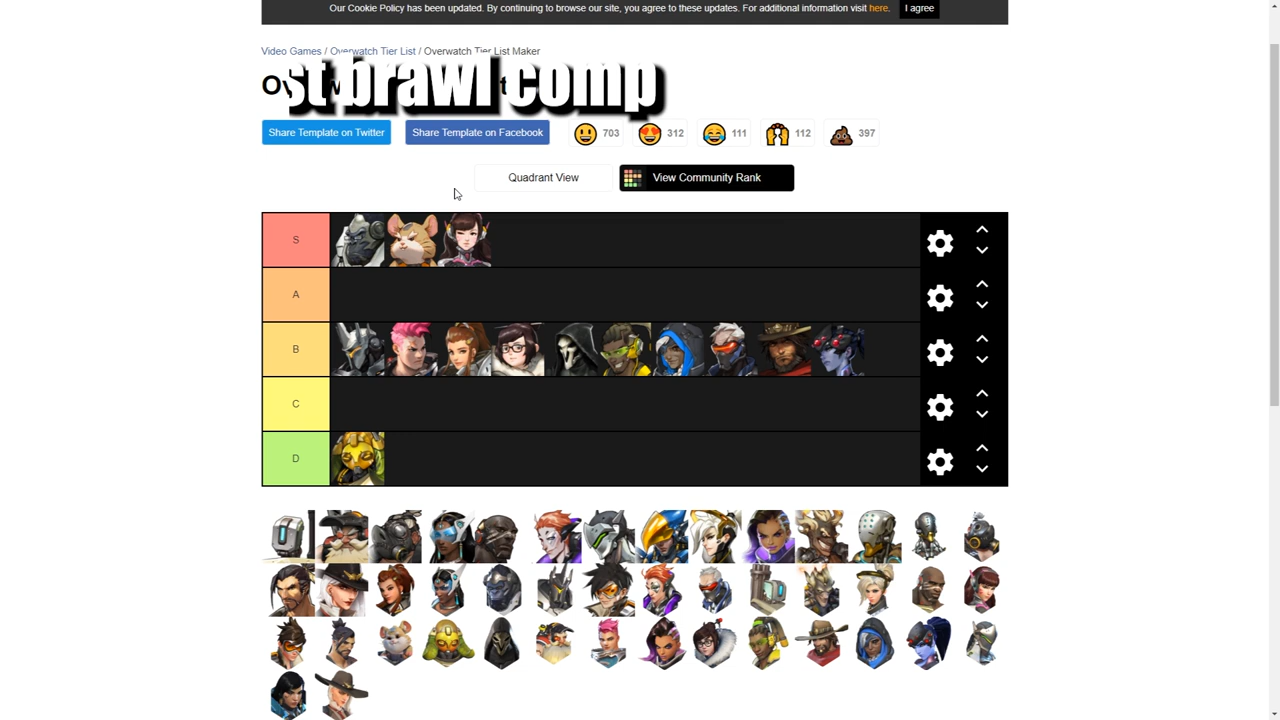 Our Cookie Policy has been updated. By continuing to browse our site, you agree to these updates. For additional information visit here. I agree
Video Games / Overwatch Tier List / Overwatch Tier List Maker
st brawl comp
Share Template on Twitter
Share Template on Facebook
703
312
111
112
397
Quadrant View
View Community Rank
S
A
B
C
D